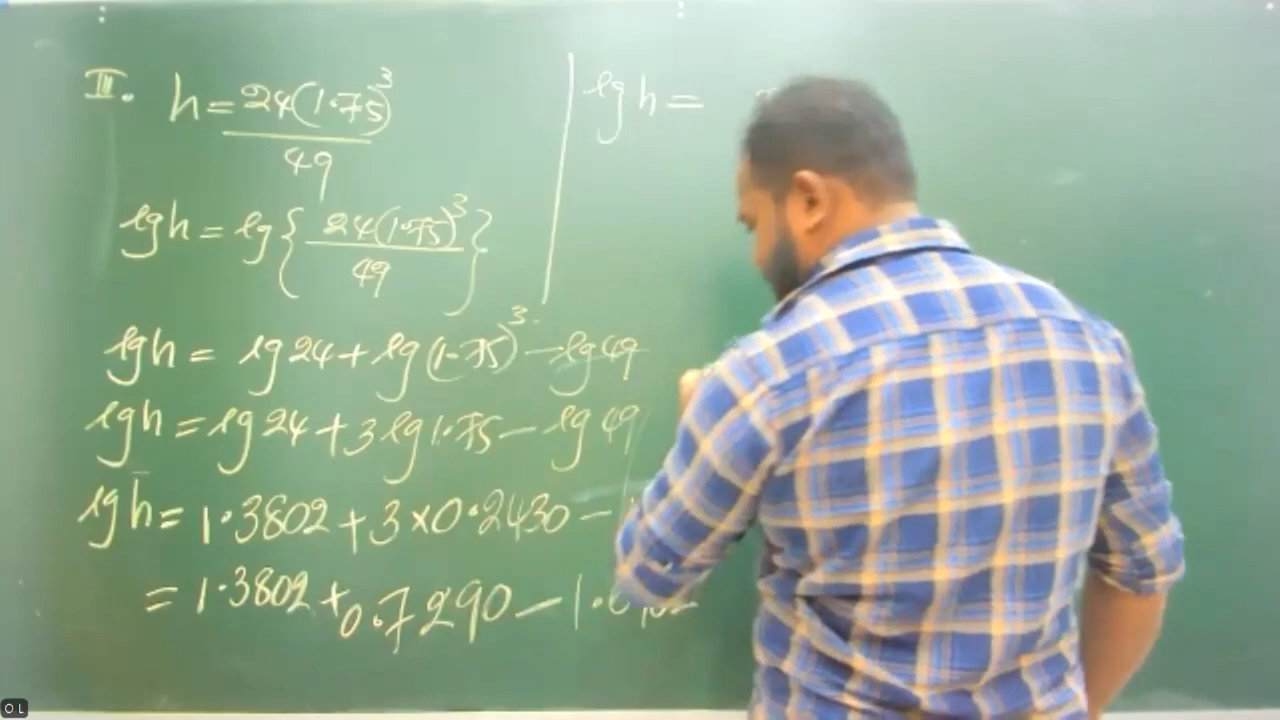 II. h = 24(1.75)^3 / 49
lg h = lg { 24(1.75)^3 / 49 }
lg h = lg 24 + lg (1.75)^3 - lg 49
lg h = lg 24 + 3 lg 1.75 - lg 49
lg h = 1.3802 + 3 × 0.2430 -
= 1.3802 + 0.7290 - 1.
lg h =
OL